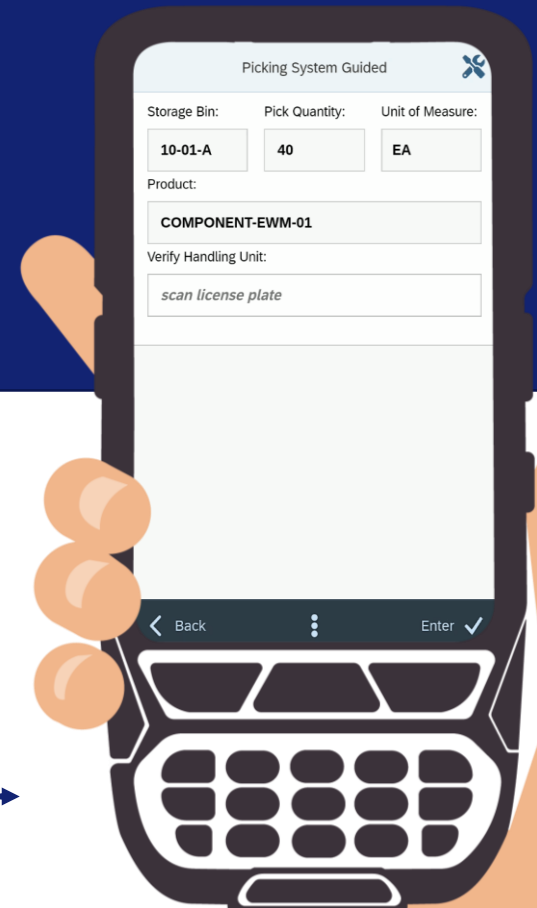 Picking System Guided
Storage Bin: Pick Quantity: Unit of Measure:
10-01-A 40 EA
Product:
COMPONENT-EWM-01
Verify Handling Unit:
scan license plate
Back Enter